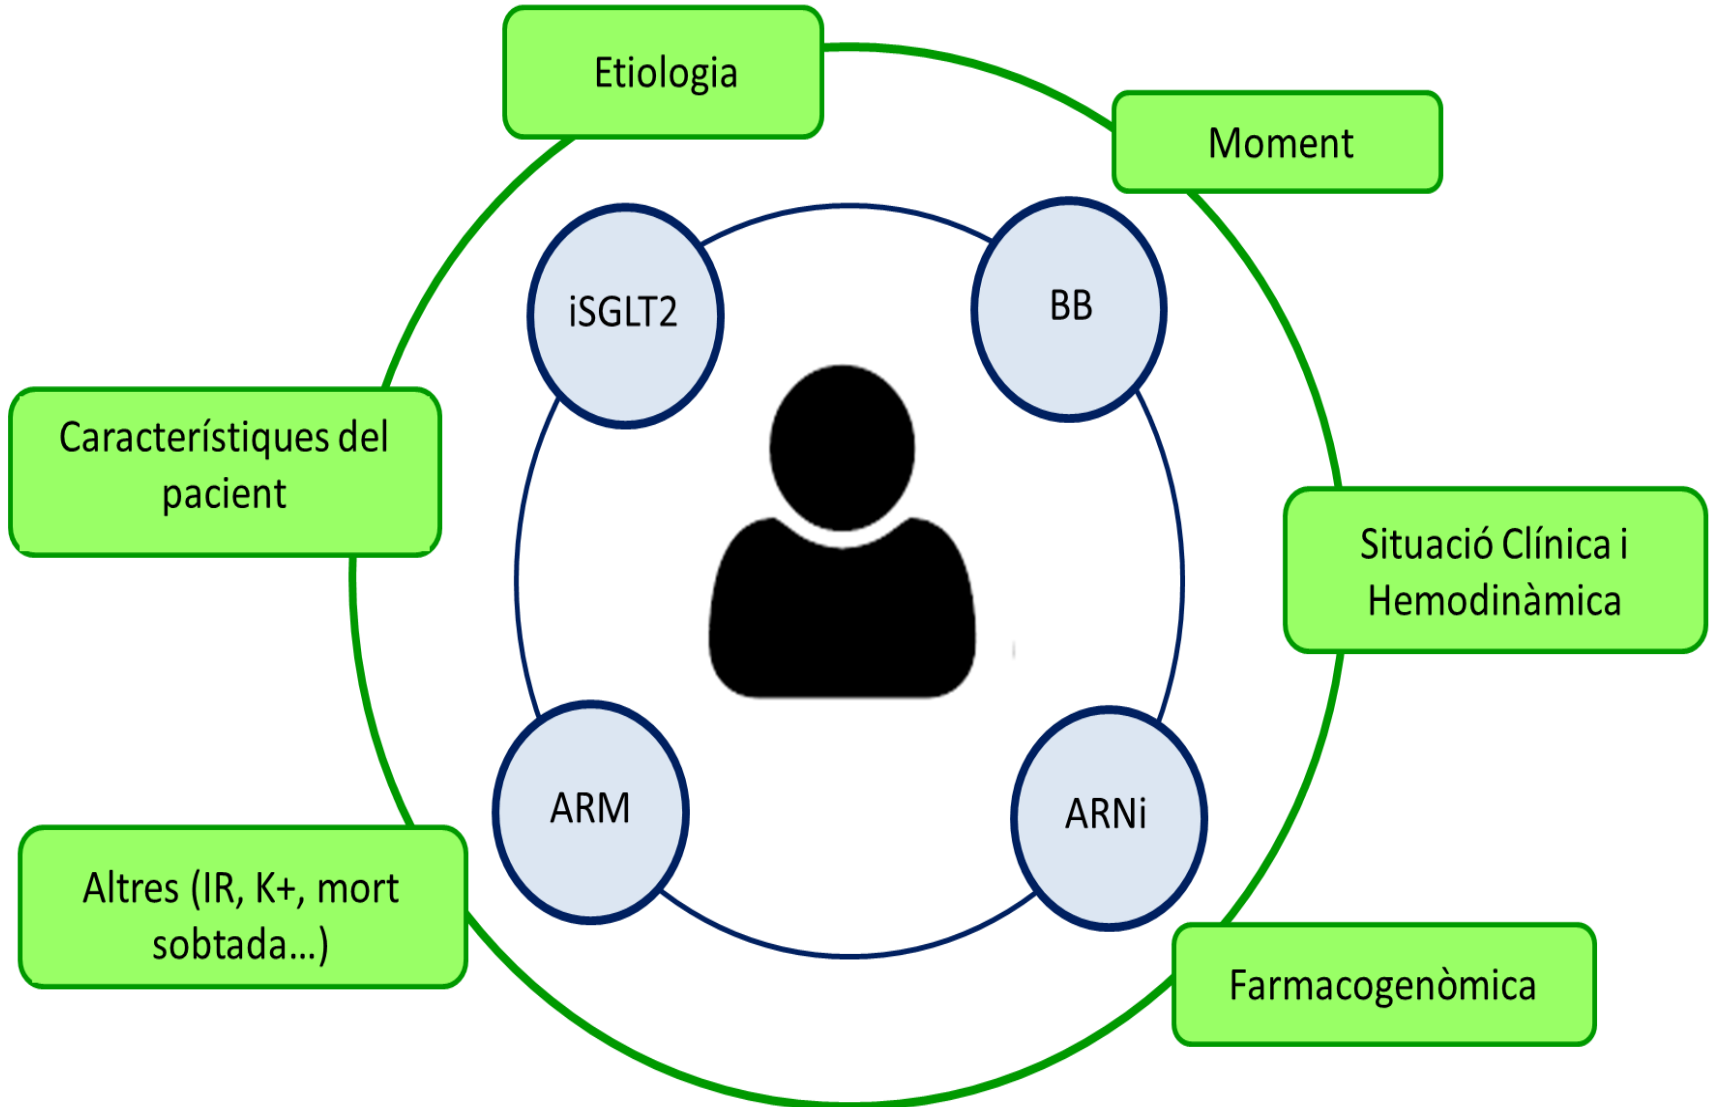 Etiologia
Moment
iSGLT2
BB
Característiques del
pacient
Situació Clínica i
Hemodinàmica
ARM
ARNi
Altres (IR, K+, mort
sobtada...)
Farmacogenòmica